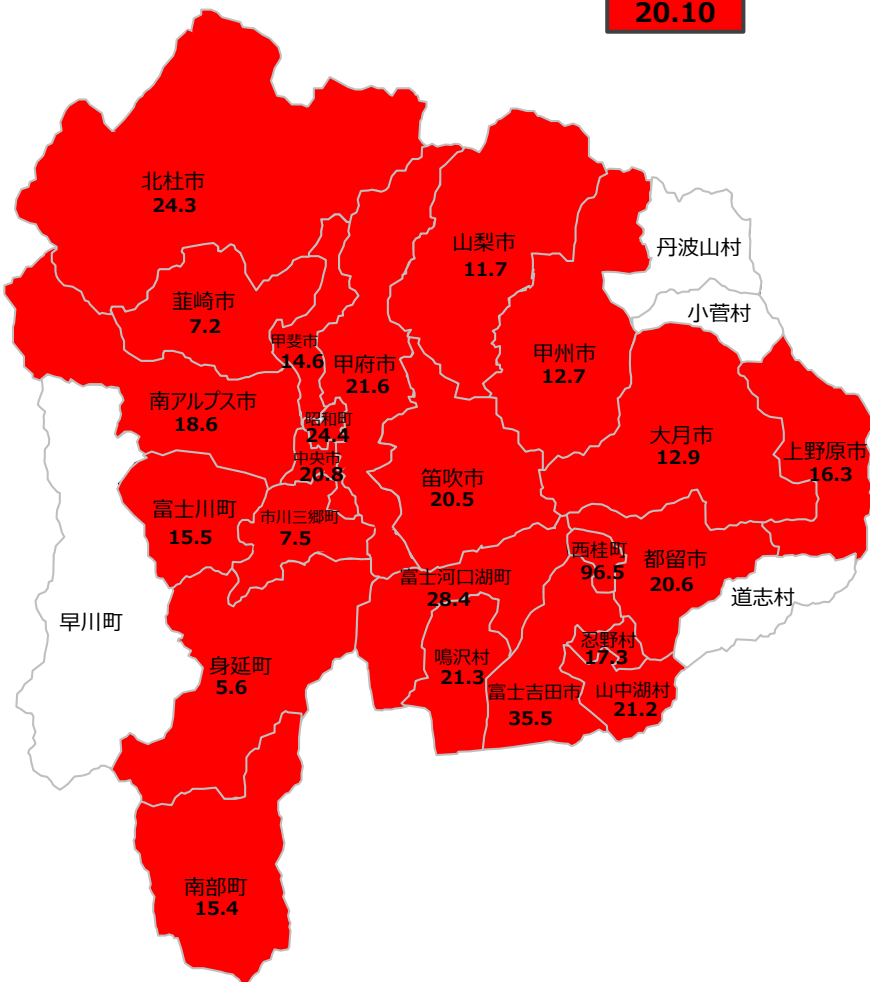 20.10
北杜市
24.3
山梨市
11.7
丹波山村
小菅村
韮崎市
7.2
甲斐市
14.6
甲府市
21.6
甲州市
12.7
南アルプス市
18.6
昭和町
24.4
中央市
20.8
笛吹市
20.5
大月市
12.9
上野原市
16.3
富士川町
15.5
市川三郷町
7.5
西桂町
96.5
都留市
20.6
富士河口湖町
28.4
道志村
早川町
忍野村
17.3
鳴沢村
21.3
身延町
5.6
富士吉田市
35.5
山中湖村
21.2
南部町
15.4